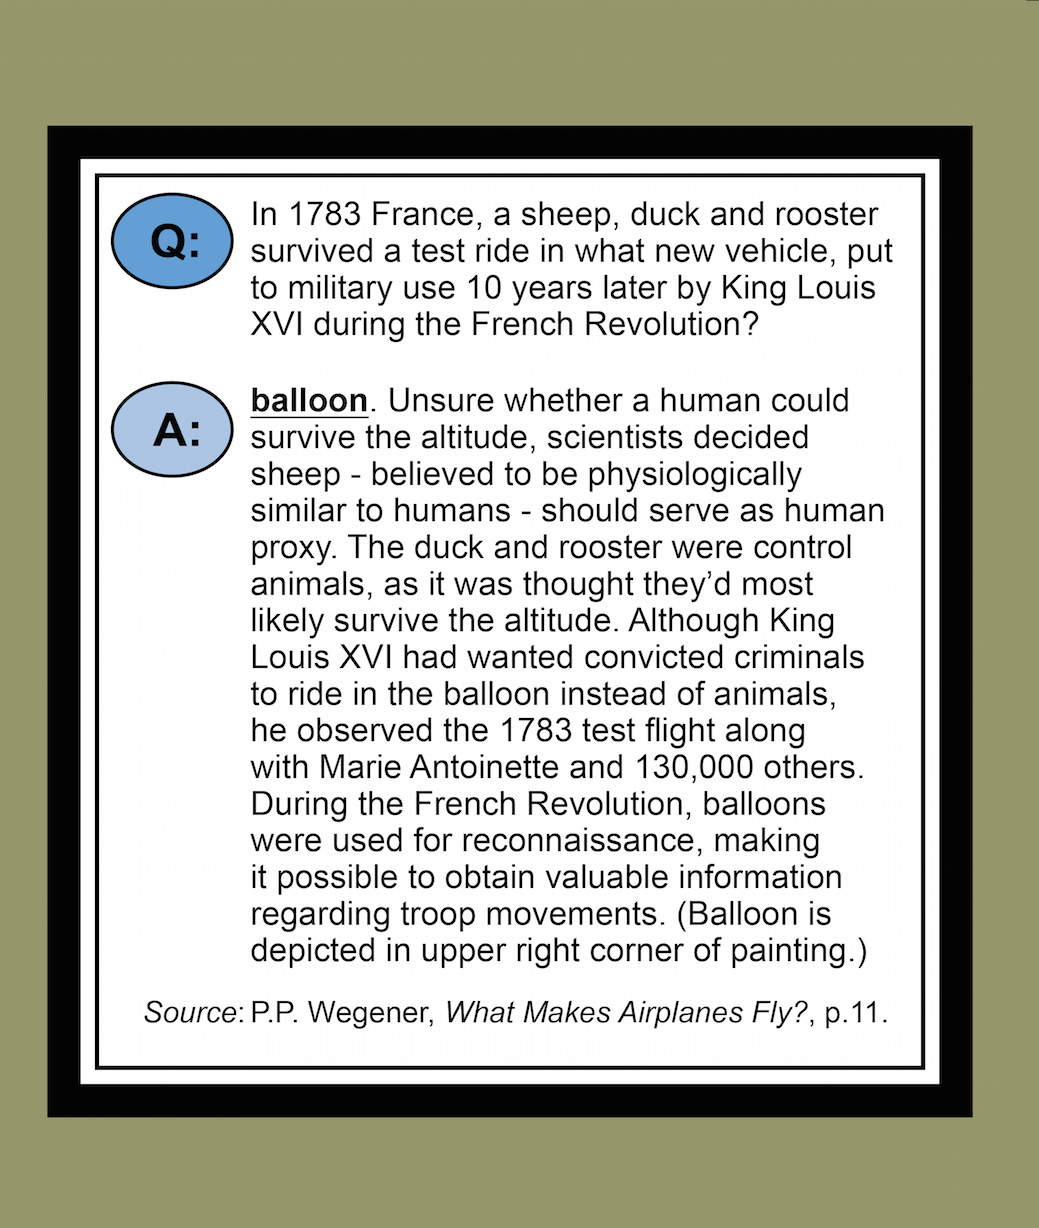 Q:
In 1783 France, a sheep, duck and rooster
survived a test ride in what new vehicle, put
to military use 10 years later by King Louis
XVI during the French Revolution?
A:
balloon. Unsure whether a human could
survive the altitude, scientists decided
sheep - believed to be physiologically
similar to humans - should serve as human
proxy. The duck and rooster were control
animals, as it was thought they’d most
likely survive the altitude. Although King
Louis XVI had wanted convicted criminals
to ride in the balloon instead of animals,
he observed the 1783 test flight along
with Marie Antoinette and 130,000 others.
During the French Revolution, balloons
were used for reconnaissance, making
it possible to obtain valuable information
regarding troop movements. (Balloon is
depicted in upper right corner of painting.)
Source: P.P. Wegener, What Makes Airplanes Fly?, p.11.